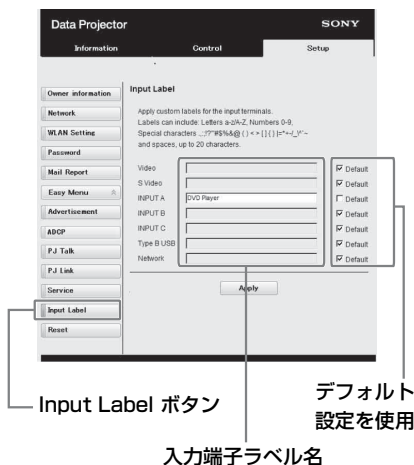 Data Projector
SONY
Information
Control
Setup
Owner information
Network
WLAN Setting
Password
Mail Report
Easy Menu
Advertisement
ADCP
PJ Talk
PJ Link
Service
Input Label
Reset
Input Label
Apply custom labels for the input terminals.
Labels can include: Letters a-z/A-Z, Numbers 0-9,
Special characters .,:;!?"#$%&@ ( ) < > [ ] { } |=*+-/_\^`~
and spaces, up to 20 characters.
Video
Default
S Video
Default
INPUT A
DVD Player
Default
INPUT B
Default
INPUT C
Default
Type B USB
Default
Network
Default
Apply
Input Label ボタン
デフォルト
設定を使用
入力端子ラベル名